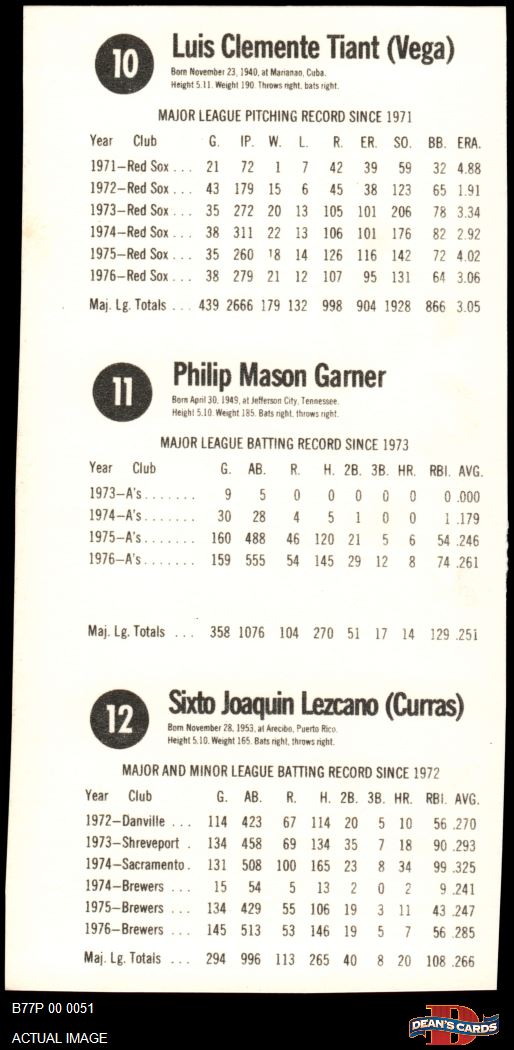 10
Luis Clemente Tiant (Vega)
Born November 23, 1940, at Marianao, Cuba.
Height 5.11. Weight 190. Throws right, bats right.
MAJOR LEAGUE PITCHING RECORD SINCE 1971
Year Club G. IP. W. L. R. ER. SO. BB. ERA.
1971—Red Sox . . . 21 72 1 7 42 39 59 32 4.88
1972—Red Sox . . . 43 179 15 6 45 38 123 65 1.91
1973—Red Sox . . . 35 272 20 13 105 101 206 78 3.34
1974—Red Sox . . . 38 311 22 13 106 101 176 82 2.92
1975—Red Sox . . . 35 260 18 14 126 116 142 72 4.02
1976—Red Sox . . . 38 279 21 12 107 95 131 64 3.06
Maj. Lg. Totals . . . 439 2666 179 132 998 904 1928 866 3.05
11
Philip Mason Garner
Born April 30, 1949, at Jefferson City, Tennessee.
Height 5.10. Weight 185. Bats right, throws right.
MAJOR LEAGUE BATTING RECORD SINCE 1973
Year Club G. AB. R. H. 2B. 3B. HR. RBI. AVG.
1973—A's . . . . . . . 9 5 0 0 0 0 0 0 .000
1974—A's . . . . . . . 30 28 4 5 1 0 0 1 .179
1975—A's . . . . . . . 160 488 46 120 21 5 6 54 .246
1976—A's . . . . . . . 159 555 54 145 29 12 8 74 .261
Maj. Lg. Totals . . . 358 1076 104 270 51 17 14 129 .251
12
Sixto Joaquin Lezcano (Curras)
Born November 28, 1953, at Arecibo, Puerto Rico.
Height 5.10. Weight 165. Bats right, throws right.
MAJOR AND MINOR LEAGUE BATTING RECORD SINCE 1972
Year Club G. AB. R. H. 2B. 3B. HR. RBI. AVG.
1972—Danville . . . 114 423 67 114 20 5 10 56 .270
1973—Shreveport . 134 458 69 134 35 7 18 90 .293
1974—Sacramento . 131 508 100 165 23 8 34 99 .325
1974—Brewers . . . 15 54 5 13 2 0 2 9 .241
1975—Brewers . . . 134 429 55 106 19 3 11 43 .247
1976—Brewers . . . 145 513 53 146 19 5 7 56 .285
Maj. Lg. Totals . . . 294 996 113 265 40 8 20 108 .266
B77P 00 0051
ACTUAL IMAGE
DEAN'S CARDS